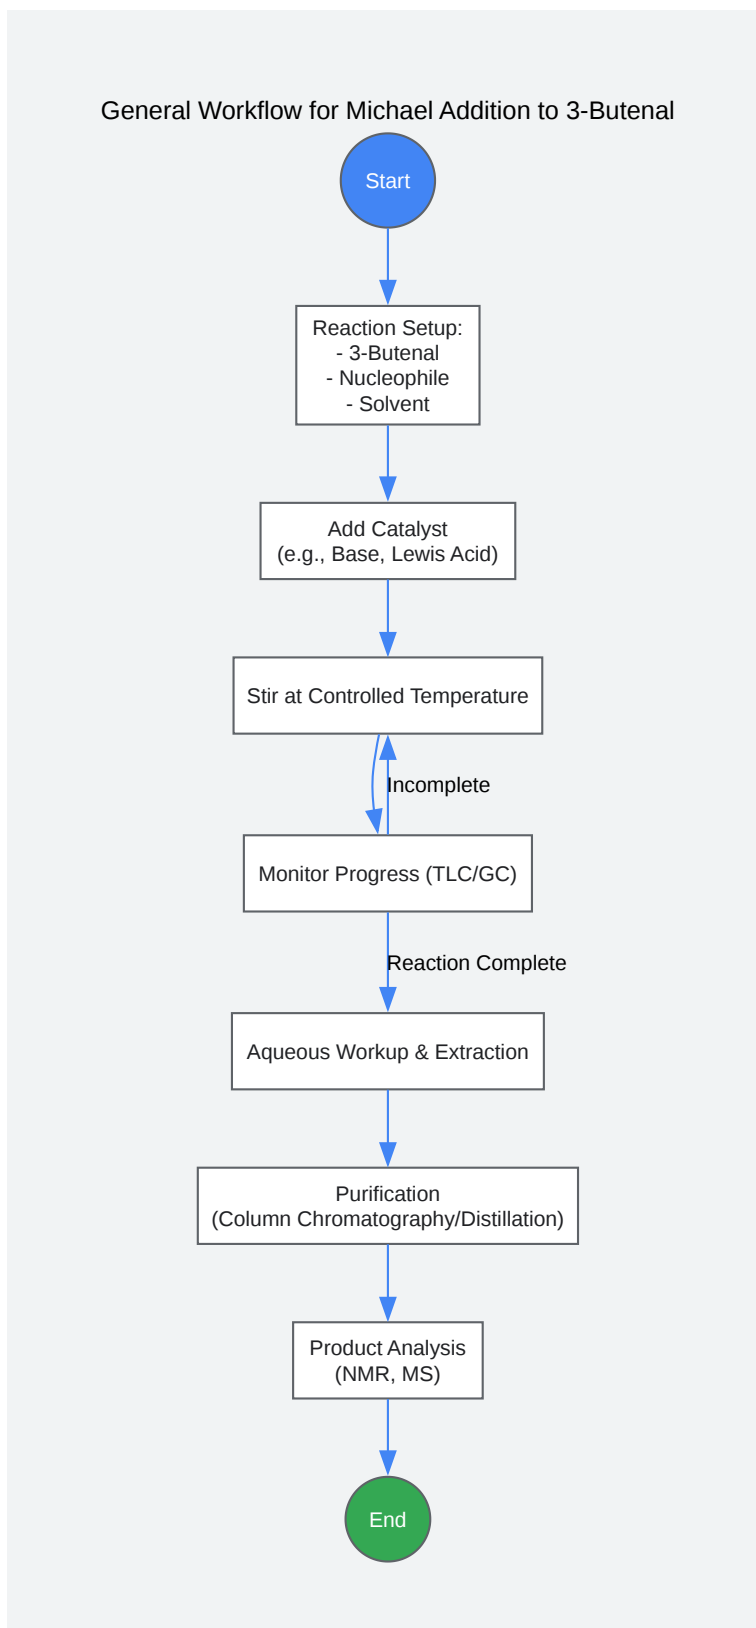 General Workflow for Michael Addition to 3-Butenal
Start
Reaction Setup:
- 3-Butenal
- Nucleophile
- Solvent
Add Catalyst
(e.g., Base, Lewis Acid)
Stir at Controlled Temperature
Incomplete
Monitor Progress (TLC/GC)
Reaction Complete
Aqueous Workup & Extraction
Purification
(Column Chromatography/Distillation)
Product Analysis
(NMR, MS)
End